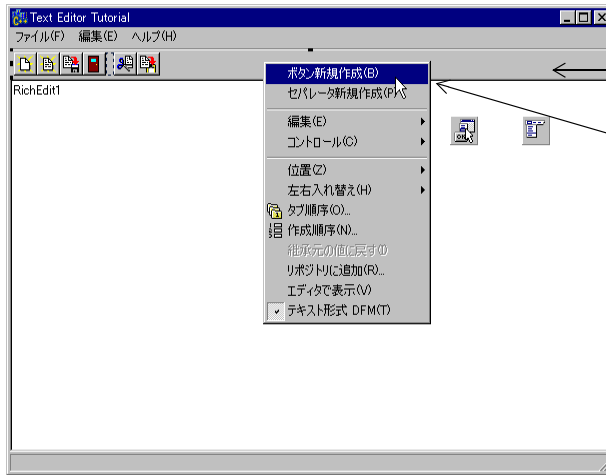 Text Editor Tutorial
ファイル(F) 編集(E) ヘルプ(H)
RichEdit1
ボタン新規作成(B)
セパレータ新規作成(P)
編集(E)
コントロール(C)
位置(Z)
左右入れ替え(H)
タブ順序(O)...
作成順序(N)...
継承元の値に戻す(I)
リポジトリに追加(R)...
エディタで表示(V)
テキスト形式 DFM(T)
OK